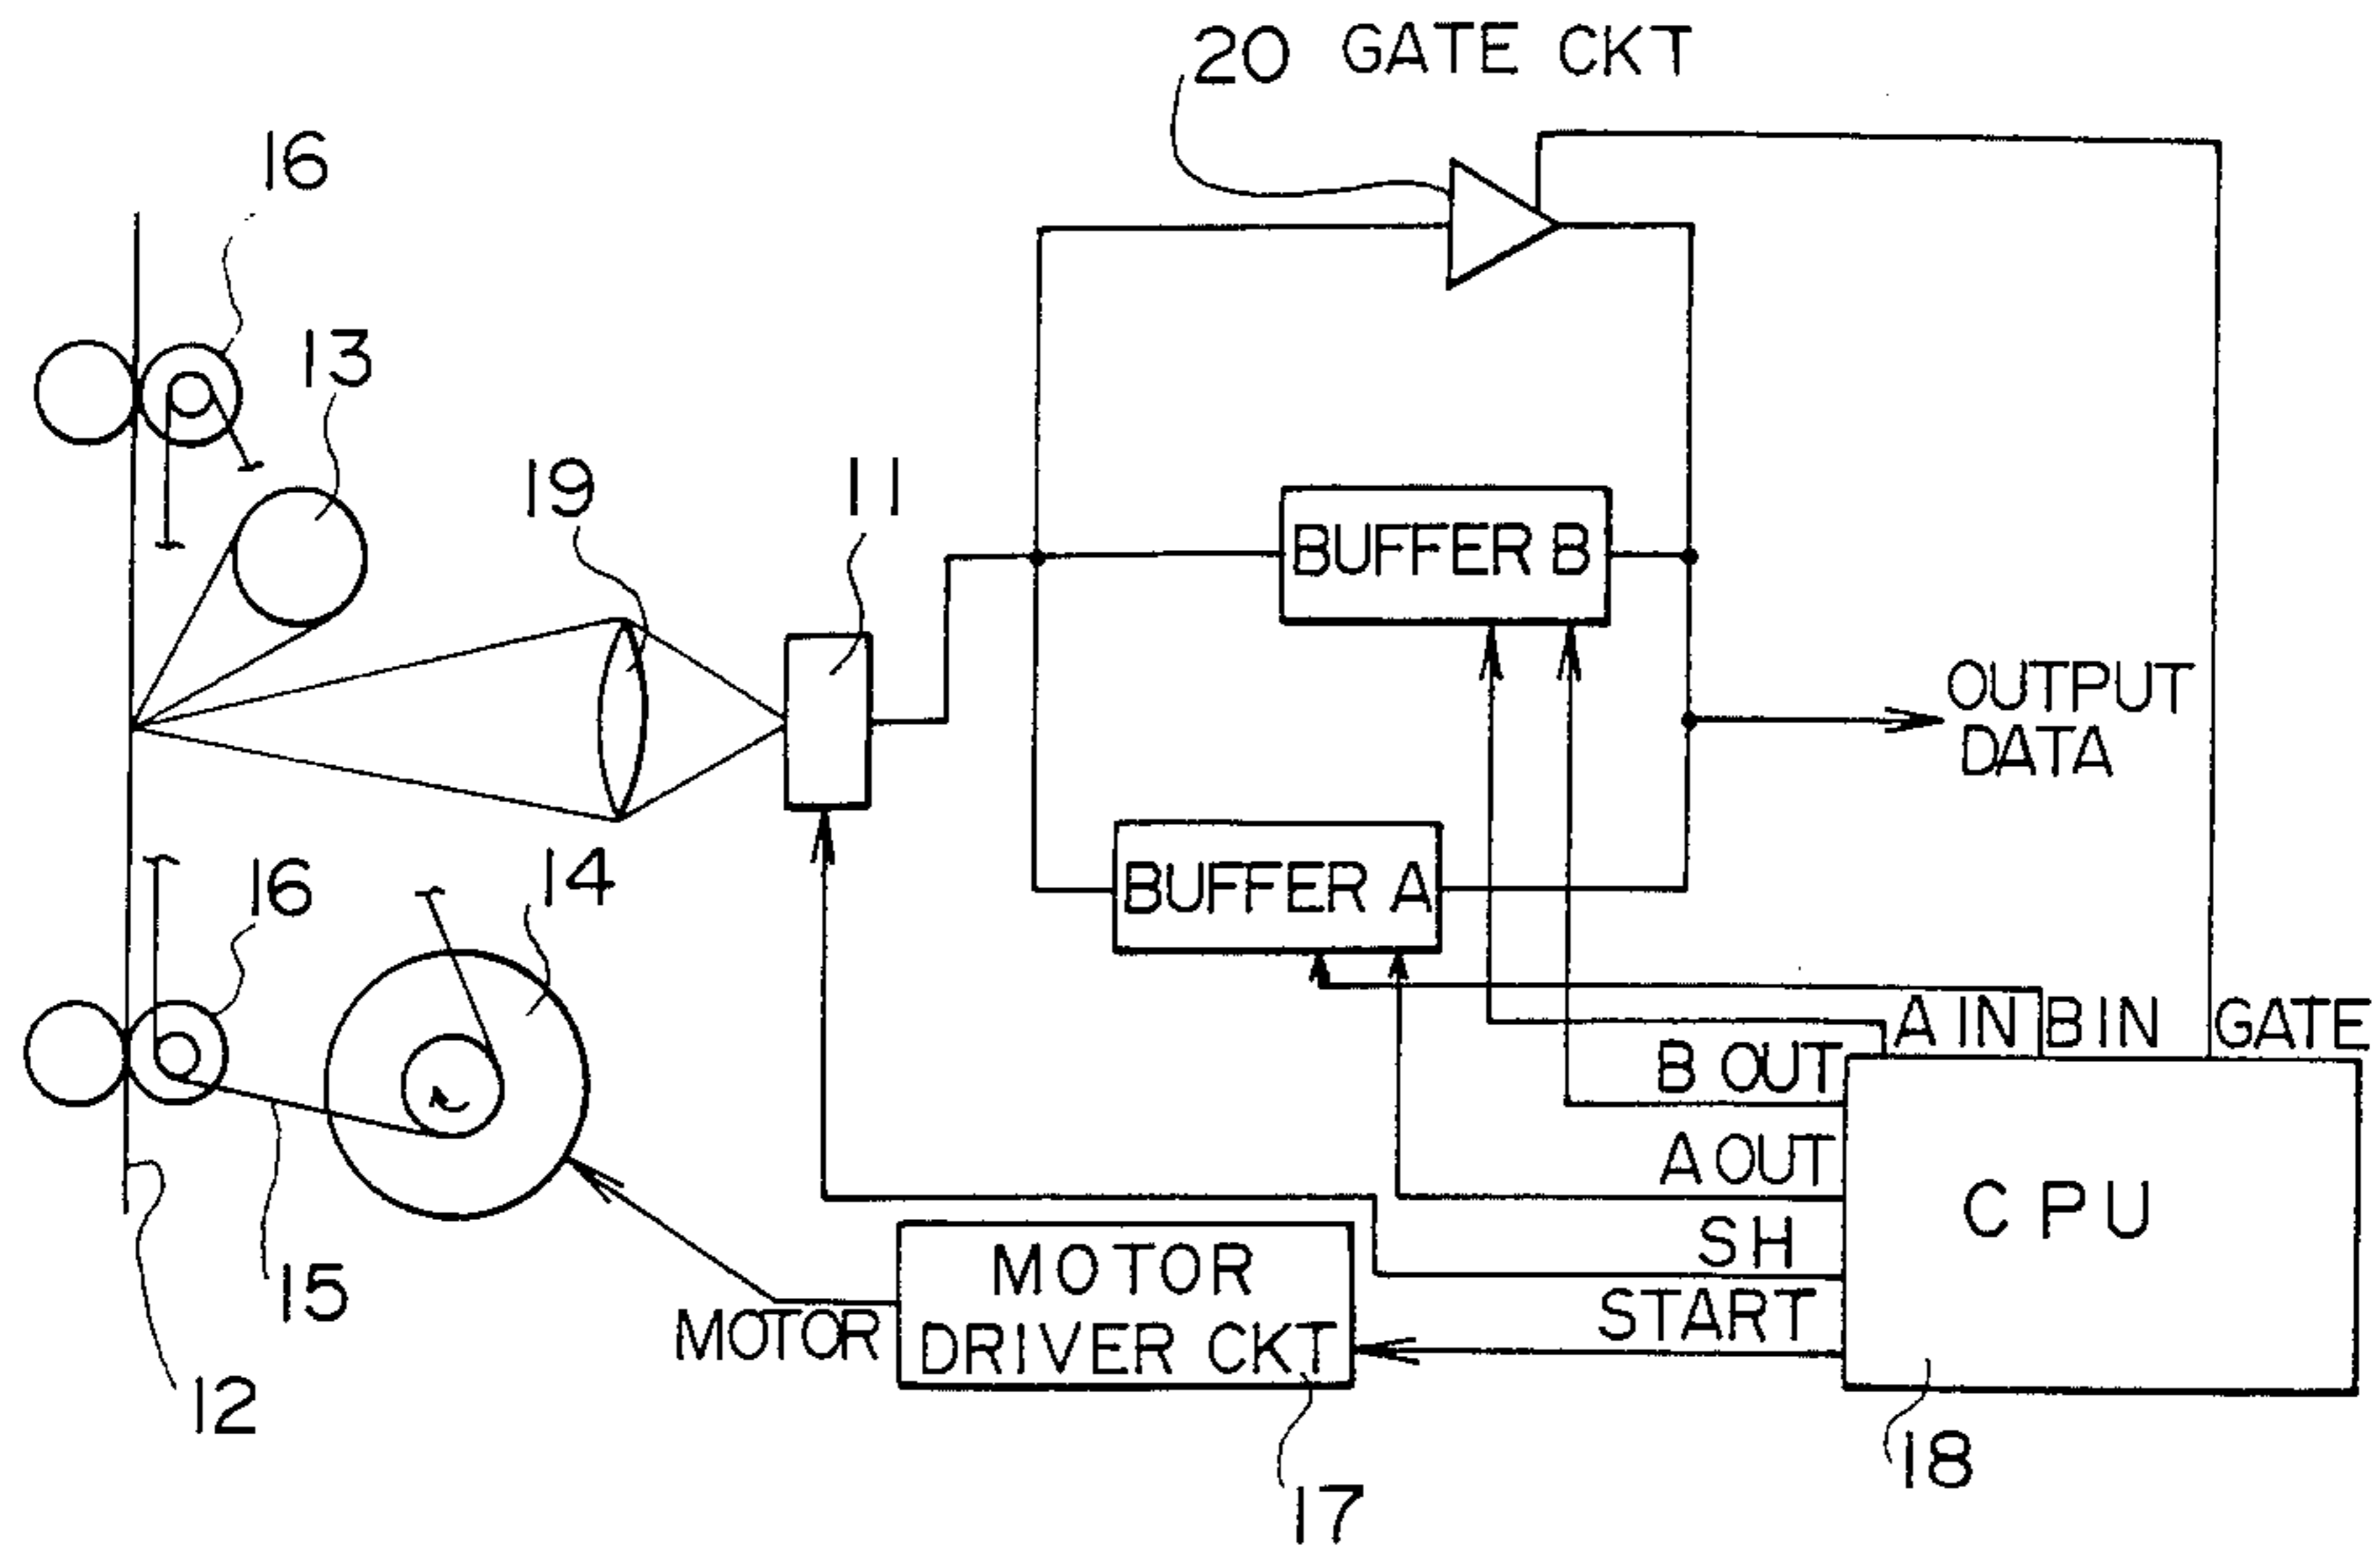 20 GATE CKT
16
13
19
11
BUFFER B
OUTPUT
DATA
BUFFER A
16
14
A IN
B IN
GATE
B OUT
A OUT
CPU
SH
START
MOTOR
DRIVER CKT
MOTOR
15
12
17
18